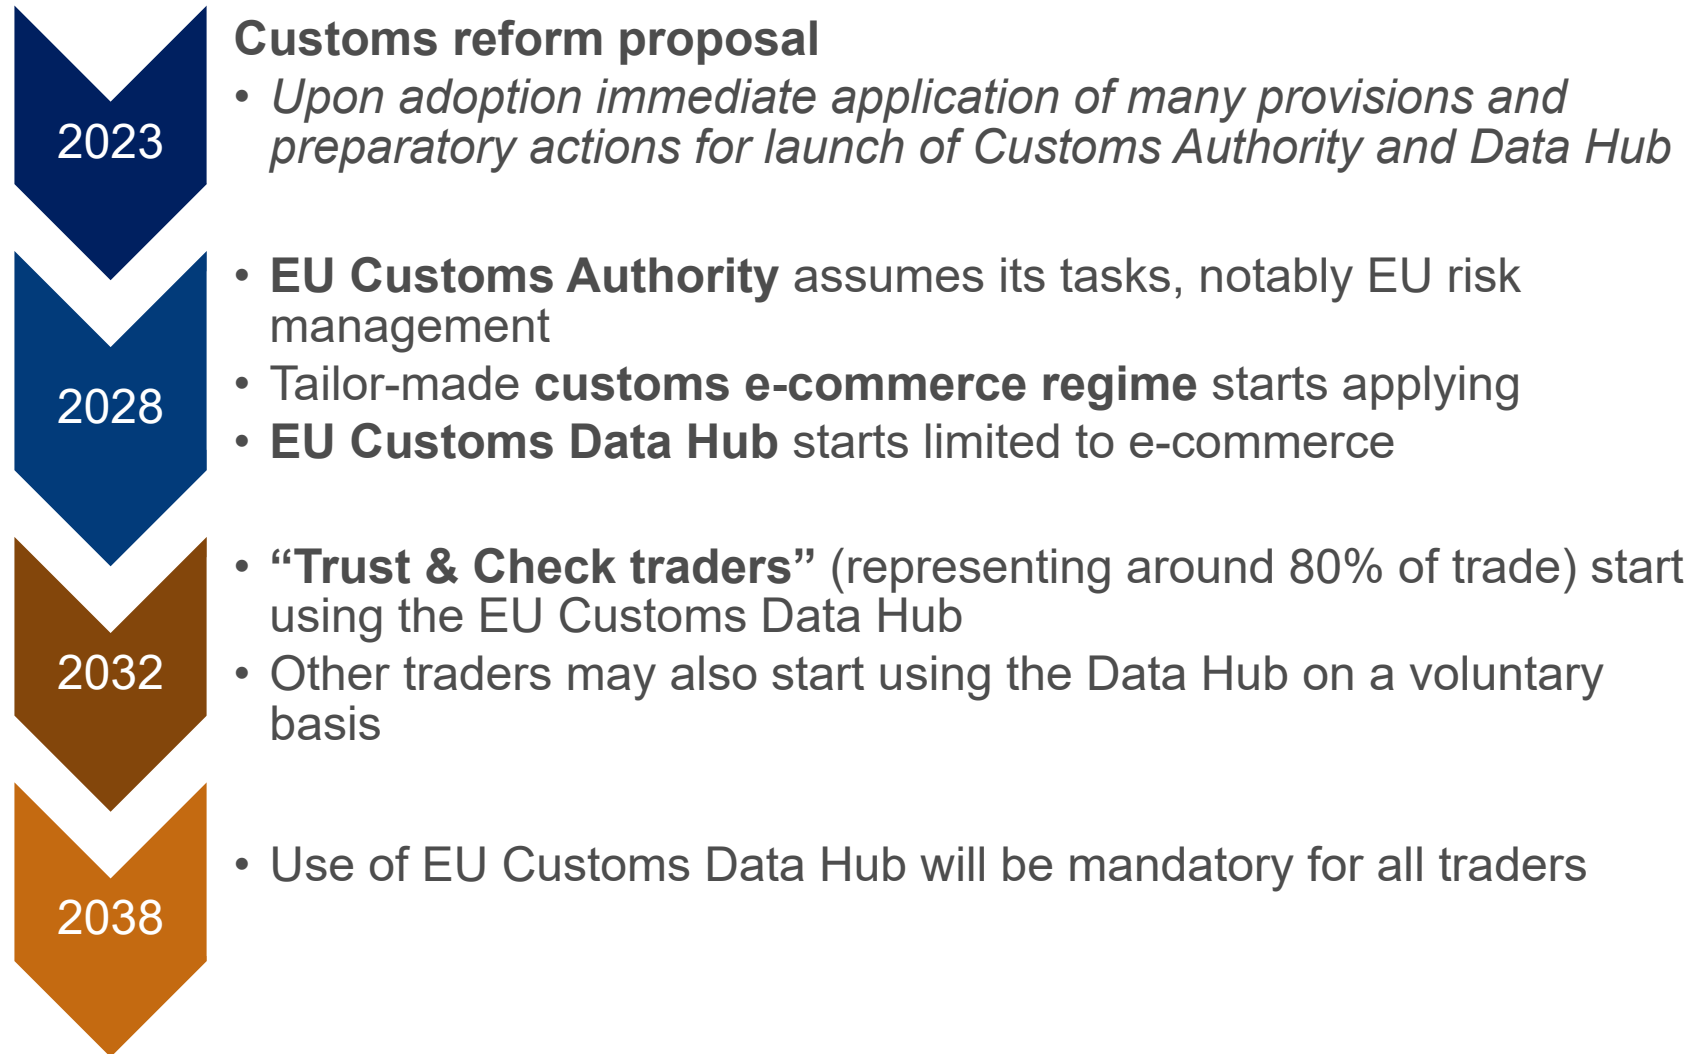 Customs reform proposal
• Upon adoption immediate application of many provisions and
preparatory actions for launch of Customs Authority and Data Hub
2023
• EU Customs Authority assumes its tasks, notably EU risk
management
• Tailor-made customs e-commerce regime starts applying
2028
• EU Customs Data Hub starts limited to e-commerce
• “Trust & Check traders” (representing around 80% of trade) start
using the EU Customs Data Hub
2032
• Other traders may also start using the Data Hub on a voluntary
basis
• Use of EU Customs Data Hub will be mandatory for all traders
2038